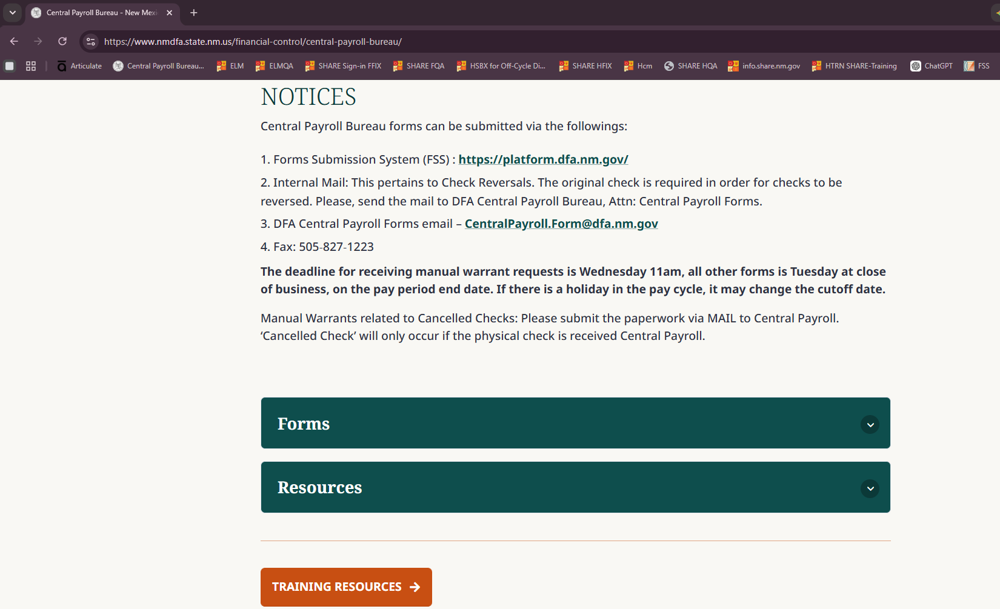 Central Payroll Bureau - New Mexi
https://www.nmdfa.state.nm.us/financial-control/central-payroll-bureau/
Articulate
Central Payroll Bureau...
ELM
ELMQA
SHARE Sign-in FFIX
SHARE FQA
HSBX for Off-Cycle Di...
SHARE HFIX
Hcm
SHARE HQA
info.share.nm.gov
HTRN SHARE-Training
ChatGPT
FSS
NOTICES
Central Payroll Bureau forms can be submitted via the followings:
1. Forms Submission System (FSS) : https://platform.dfa.nm.gov/
2. Internal Mail: This pertains to Check Reversals. The original check is required in order for checks to be
reversed. Please, send the mail to DFA Central Payroll Bureau, Attn: Central Payroll Forms.
3. DFA Central Payroll Forms email – CentralPayroll.Form@dfa.nm.gov
4. Fax: 505-827-1223
The deadline for receiving manual warrant requests is Wednesday 11am, all other forms is Tuesday at close
of business, on the pay period end date. If there is a holiday in the pay cycle, it may change the cutoff date.
Manual Warrants related to Cancelled Checks: Please submit the paperwork via MAIL to Central Payroll.
‘Cancelled Check’ will only occur if the physical check is received Central Payroll.
Forms
Resources
TRAINING RESOURCES